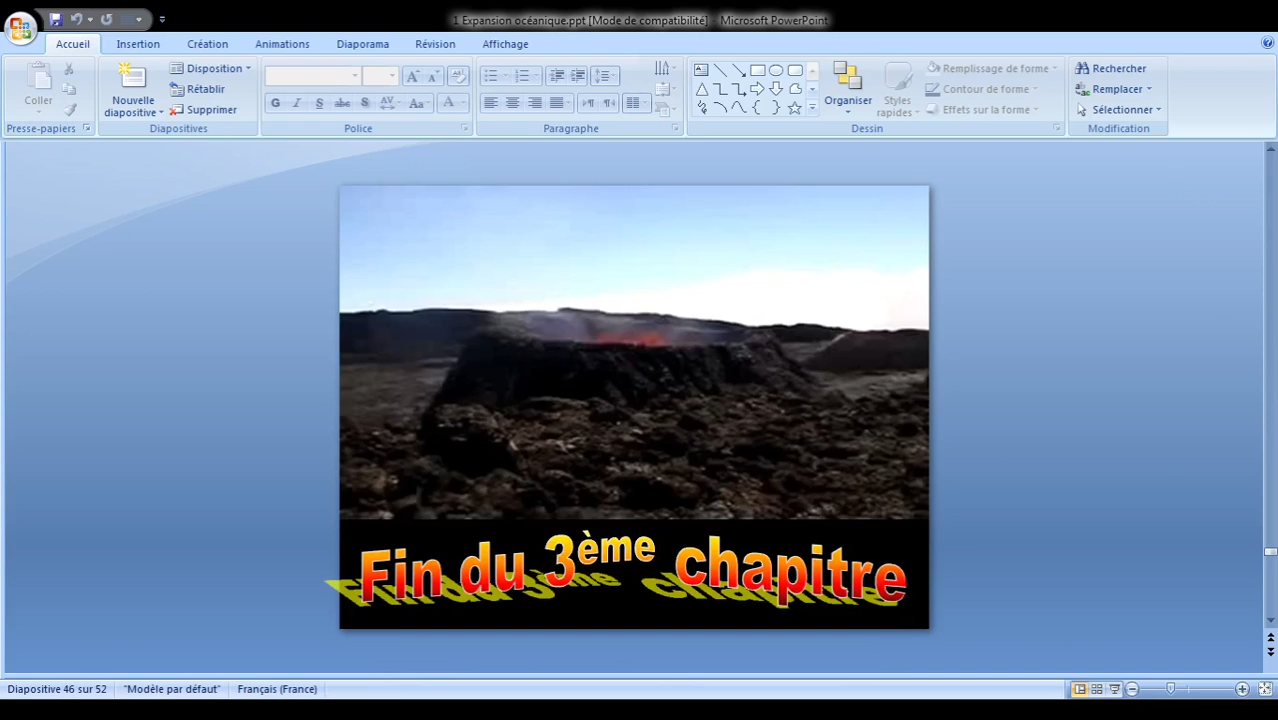 1 Expansion océanique.ppt [Mode de compatibilité] - Microsoft PowerPoint
Accueil Insertion Création Animations Diaporama Révision Affichage
Coller
Presse-papiers
Nouvelle diapositive
Disposition
Rétablir
Supprimer
Diapositives
G I S abc S AV Aa A
Police
Paragraphe
Organiser
Styles rapides
Remplissage de forme
Contour de forme
Effets sur la forme
Dessin
Rechercher
Remplacer
Sélectionner
Modification
Fin du 3ème chapitre
Diapositive 46 sur 52 "Modèle par défaut" Français (France)